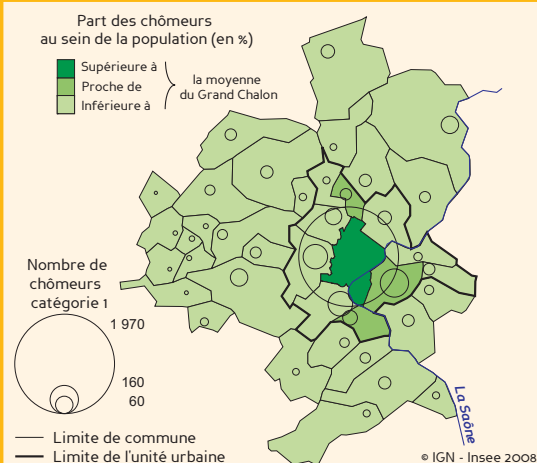 Part des chômeurs
au sein de la population (en %)
Supérieure à
Proche de
Inférieure à
la moyenne
du Grand Chalon
Nombre de
chômeurs
catégorie 1
1 970
160
60
La Saône
Limite de commune
Limite de l'unité urbaine
© IGN - Insee 2008